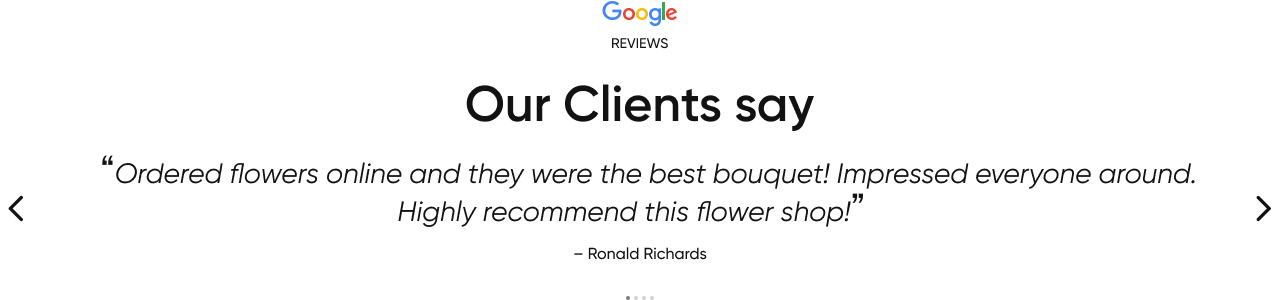 Google
REVIEWS
Our Clients say
“Ordered flowers online and they were the best bouquet! Impressed everyone around.
Highly recommend this flower shop!”
– Ronald Richards